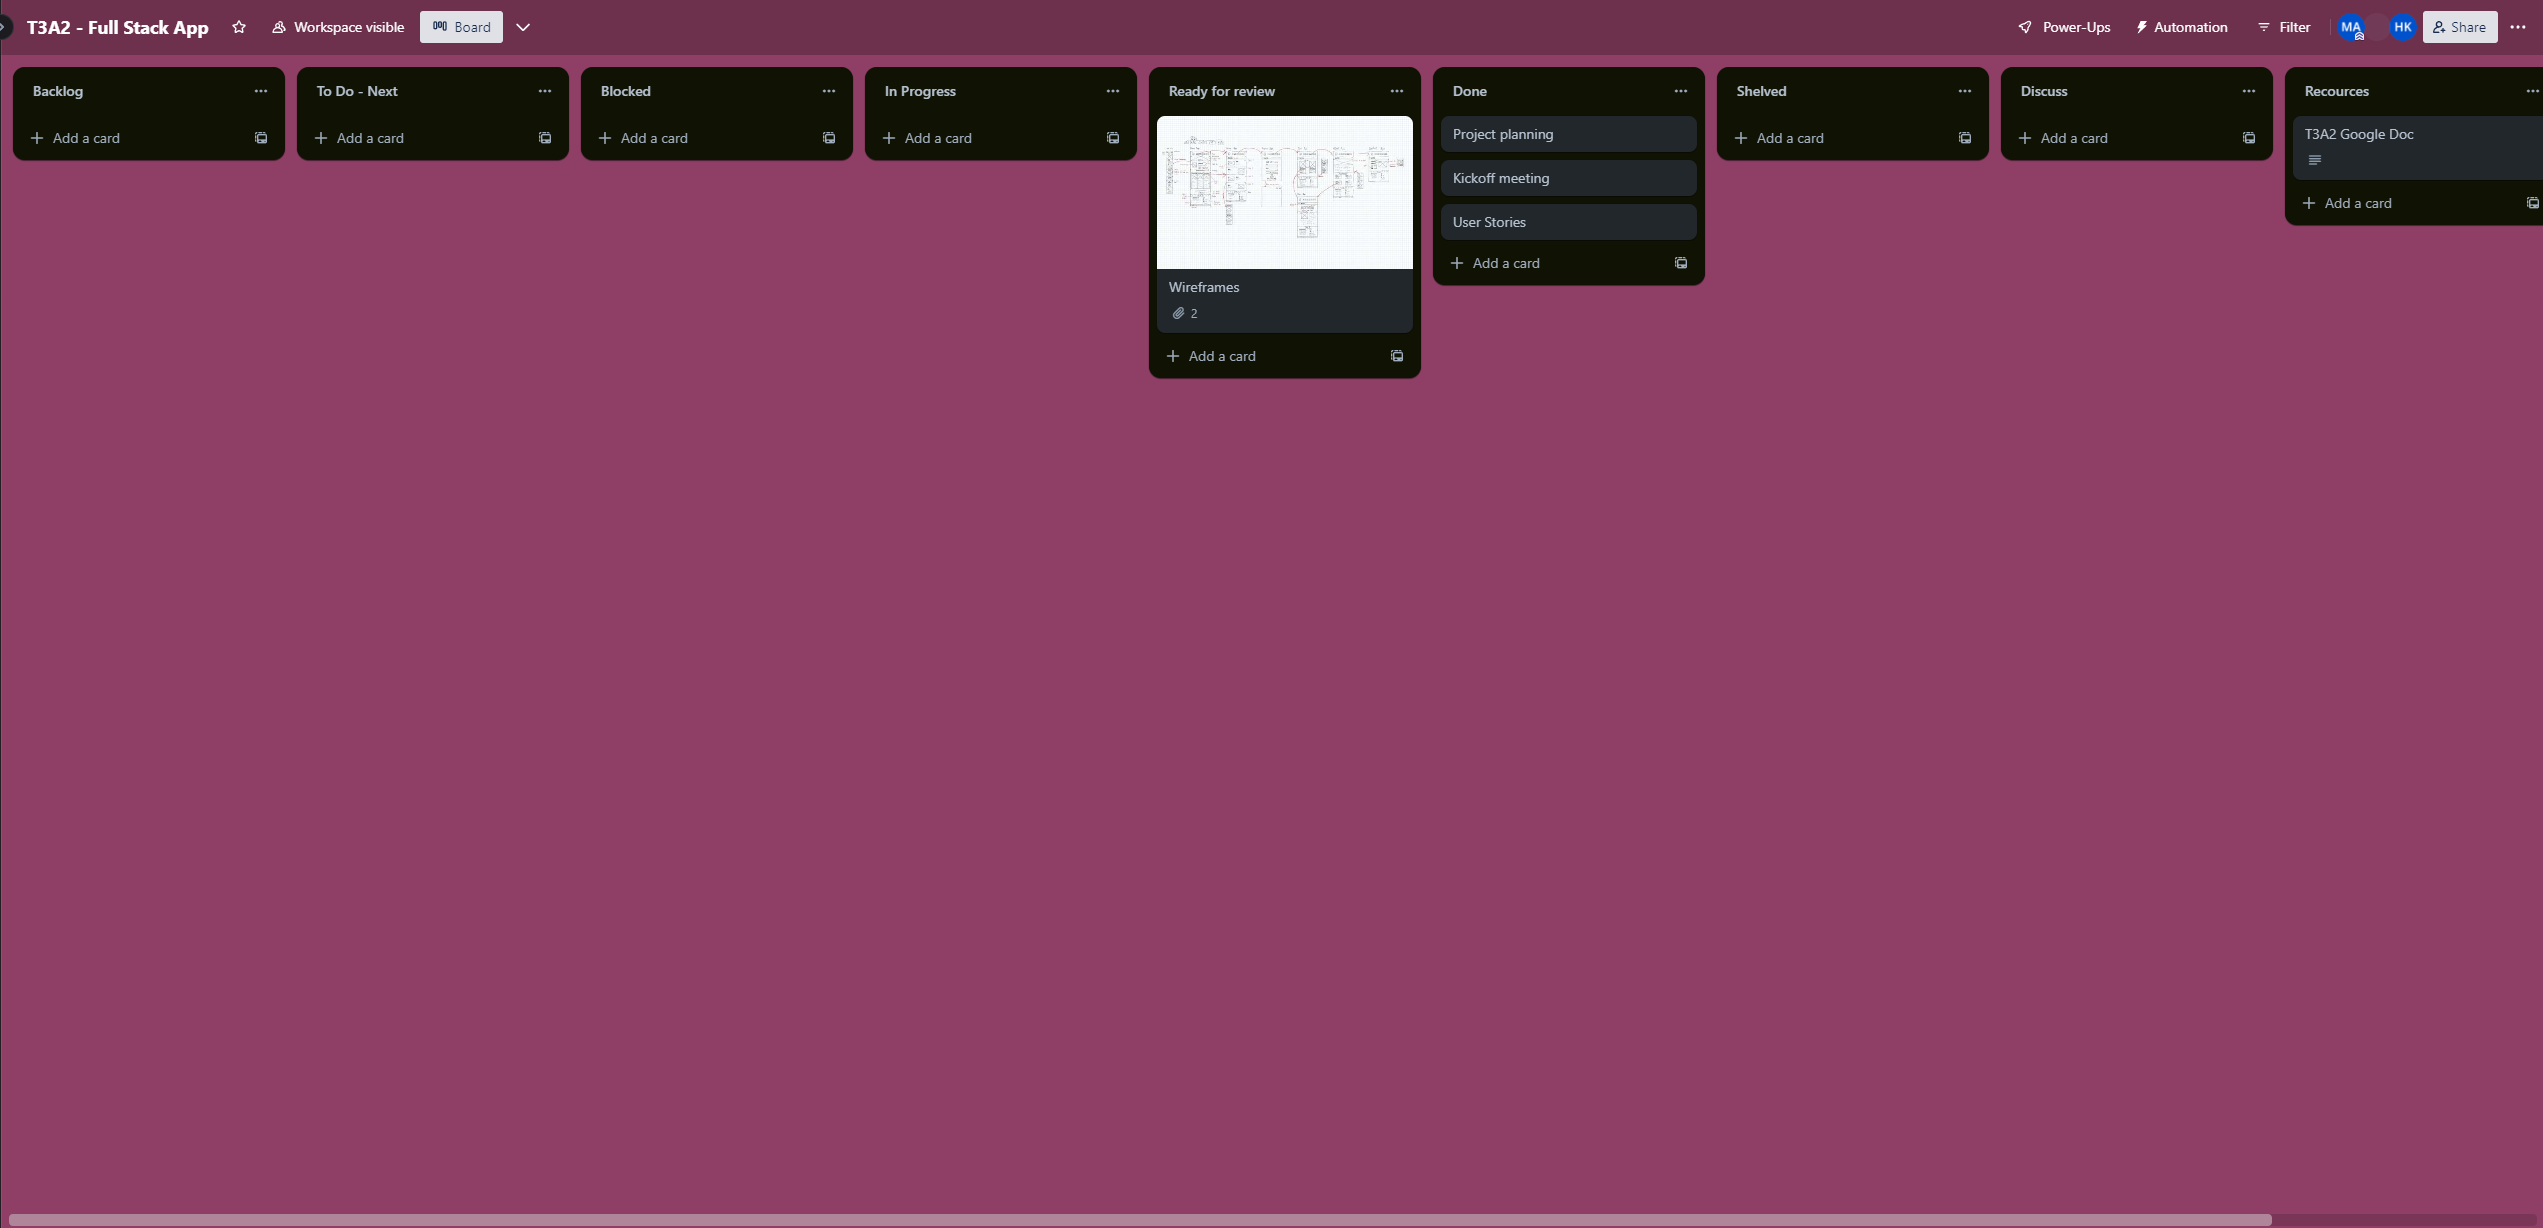 T3A2 - Full Stack App
Workspace visible
Board
Power-Ups
Automation
Filter
MA
HK
Share
Backlog
Add a card
To Do - Next
Add a card
Blocked
Add a card
In Progress
Add a card
Ready for review
Wireframes
2
Add a card
Done
Project planning
Kickoff meeting
User Stories
Add a card
Shelved
Add a card
Discuss
Add a card
Recources
T3A2 Google Doc
Add a card